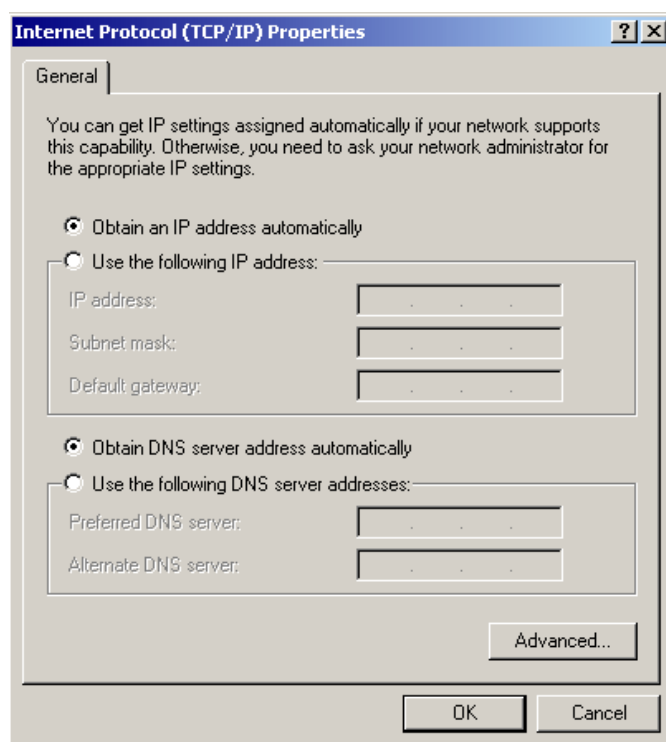 Internet Protocol (TCP/IP) Properties
General
You can get IP settings assigned automatically if your network supports
this capability. Otherwise, you need to ask your network administrator for
the appropriate IP settings.
Obtain an IP address automatically
Use the following IP address:
IP address:
Subnet mask:
Default gateway:
Obtain DNS server address automatically
Use the following DNS server addresses:
Preferred DNS server:
Alternate DNS server:
Advanced...
OK Cancel